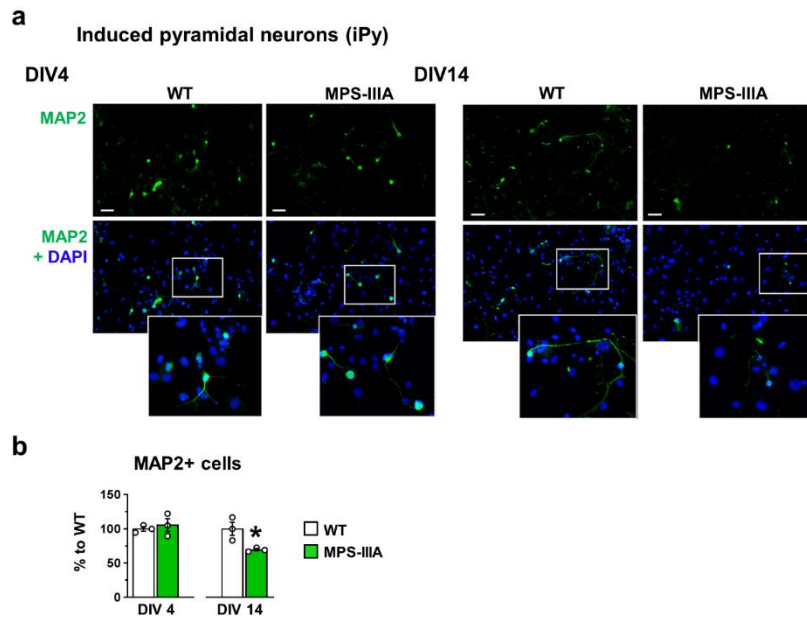 a
Induced pyramidal neurons (iPy)
DIV4
DIV14
WT
MPS-IIIA
WT
MPS-IIIA
MAP2
MAP2
+ DAPI
b
MAP2+ cells
% to WT
150
100
50
0
*
DIV 4
DIV 14
WT
MPS-IIIA